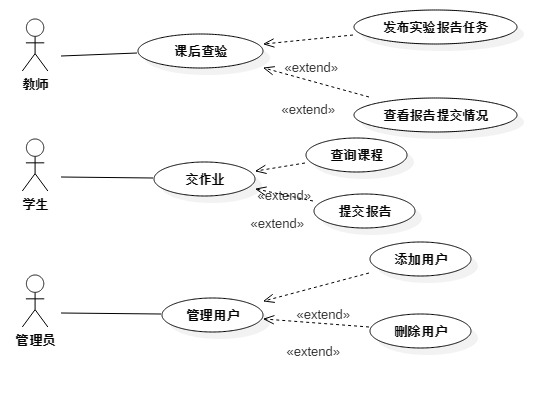 发布实验报告任务
课后查验
«extend»
教师
«extend»
查看报告提交情况
查询课程
交作业
«extend»
学生
提交报告
«extend»
添加用户
管理用户
«extend»
管理员
删除用户
«extend»